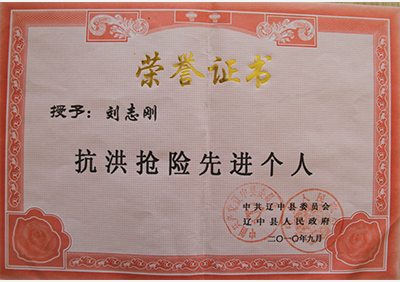 荣誉证书
授予：刘志刚
抗洪抢险先进个人
中共辽中县委员会
辽中县人民政府
二〇一〇年九月